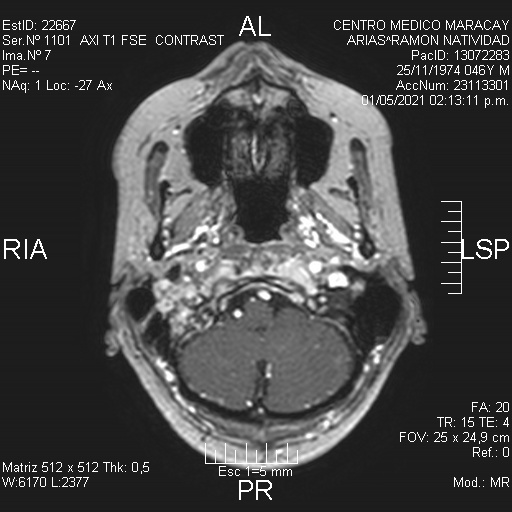 EstID: 22667
Ser.Nº 1101  AXI T1 FSE  CONTRAST
Ima.Nº 7
PE= --
NAq: 1 Loc: -27 Ax
AL
CENTRO MEDICO MARACAY
ARIAS^RAMON NATIVIDAD
PacID: 13072283
25/11/1974 046Y M
AccNum: 23113301
01/05/2021 02:13:11 p.m.
RIA
LSP
FA: 20
TR: 15 TE: 4
FOV: 25 x 24,9 cm
Ref.: 0
Matriz 512 x 512 Thk: 0,5
W:6170 L:2377
Esc 1=5 mm
PR
Mod.: MR